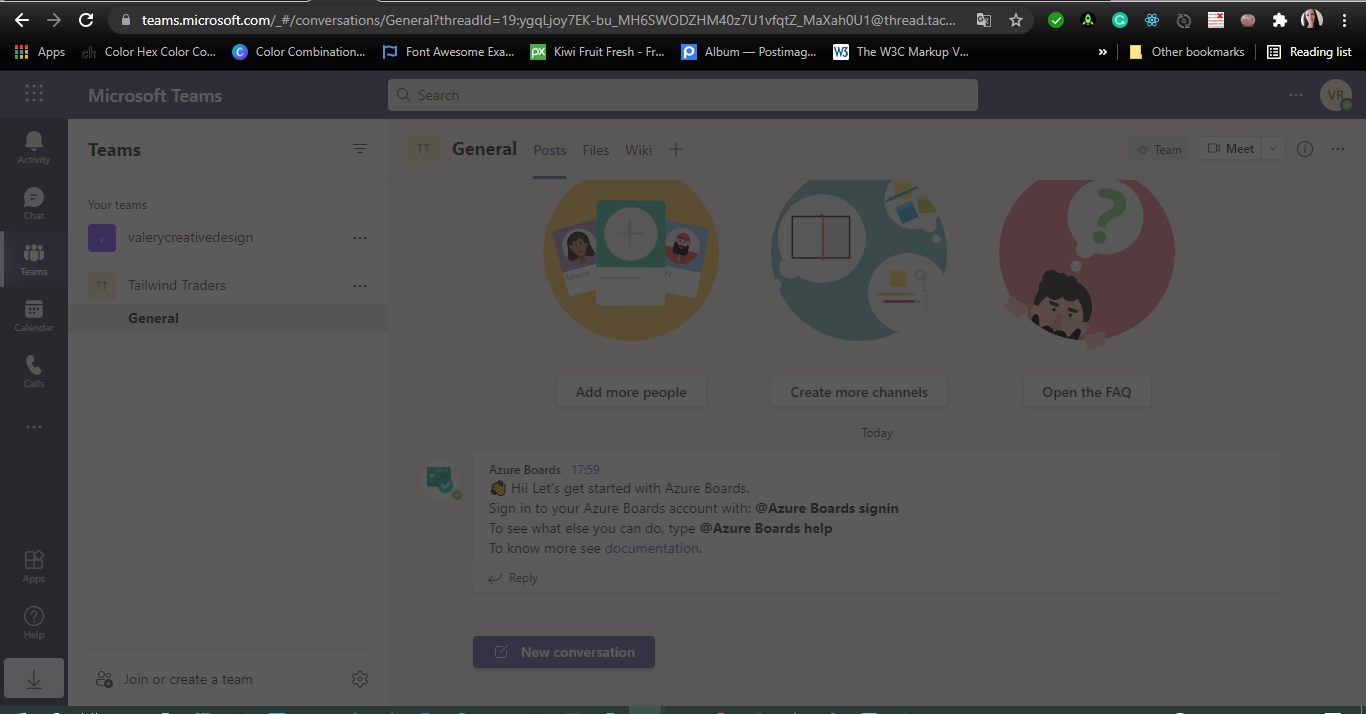 teams.microsoft.com/_#/conversations/General?threadId=19:ygqLjoy7EK-bu_MH6SWODZHM40z7U1vfqtZ_MaXah0U1@thread.tac...
Apps
Color Hex Color Co...
Color Combination...
Font Awesome Exa...
Kiwi Fruit Fresh - Fr...
Album — Postimag...
The W3C Markup V...
»
Other bookmarks
Reading list
Microsoft Teams
Search
VR
Activity
Chat
Teams
Calendar
Calls
Apps
Help
Teams
Your teams
v
valerycreativedesign
TT
Tailwind Traders
General
Join or create a team
TT
General
Posts
Files
Wiki
Team
Meet
Maxine
Add more people
Create more channels
Open the FAQ
Today
Azure Boards 17:59
Hi! Let's get started with Azure Boards.
Sign in to your Azure Boards account with: @Azure Boards signin
To see what else you can do, type @Azure Boards help
To know more see documentation.
Reply
New conversation